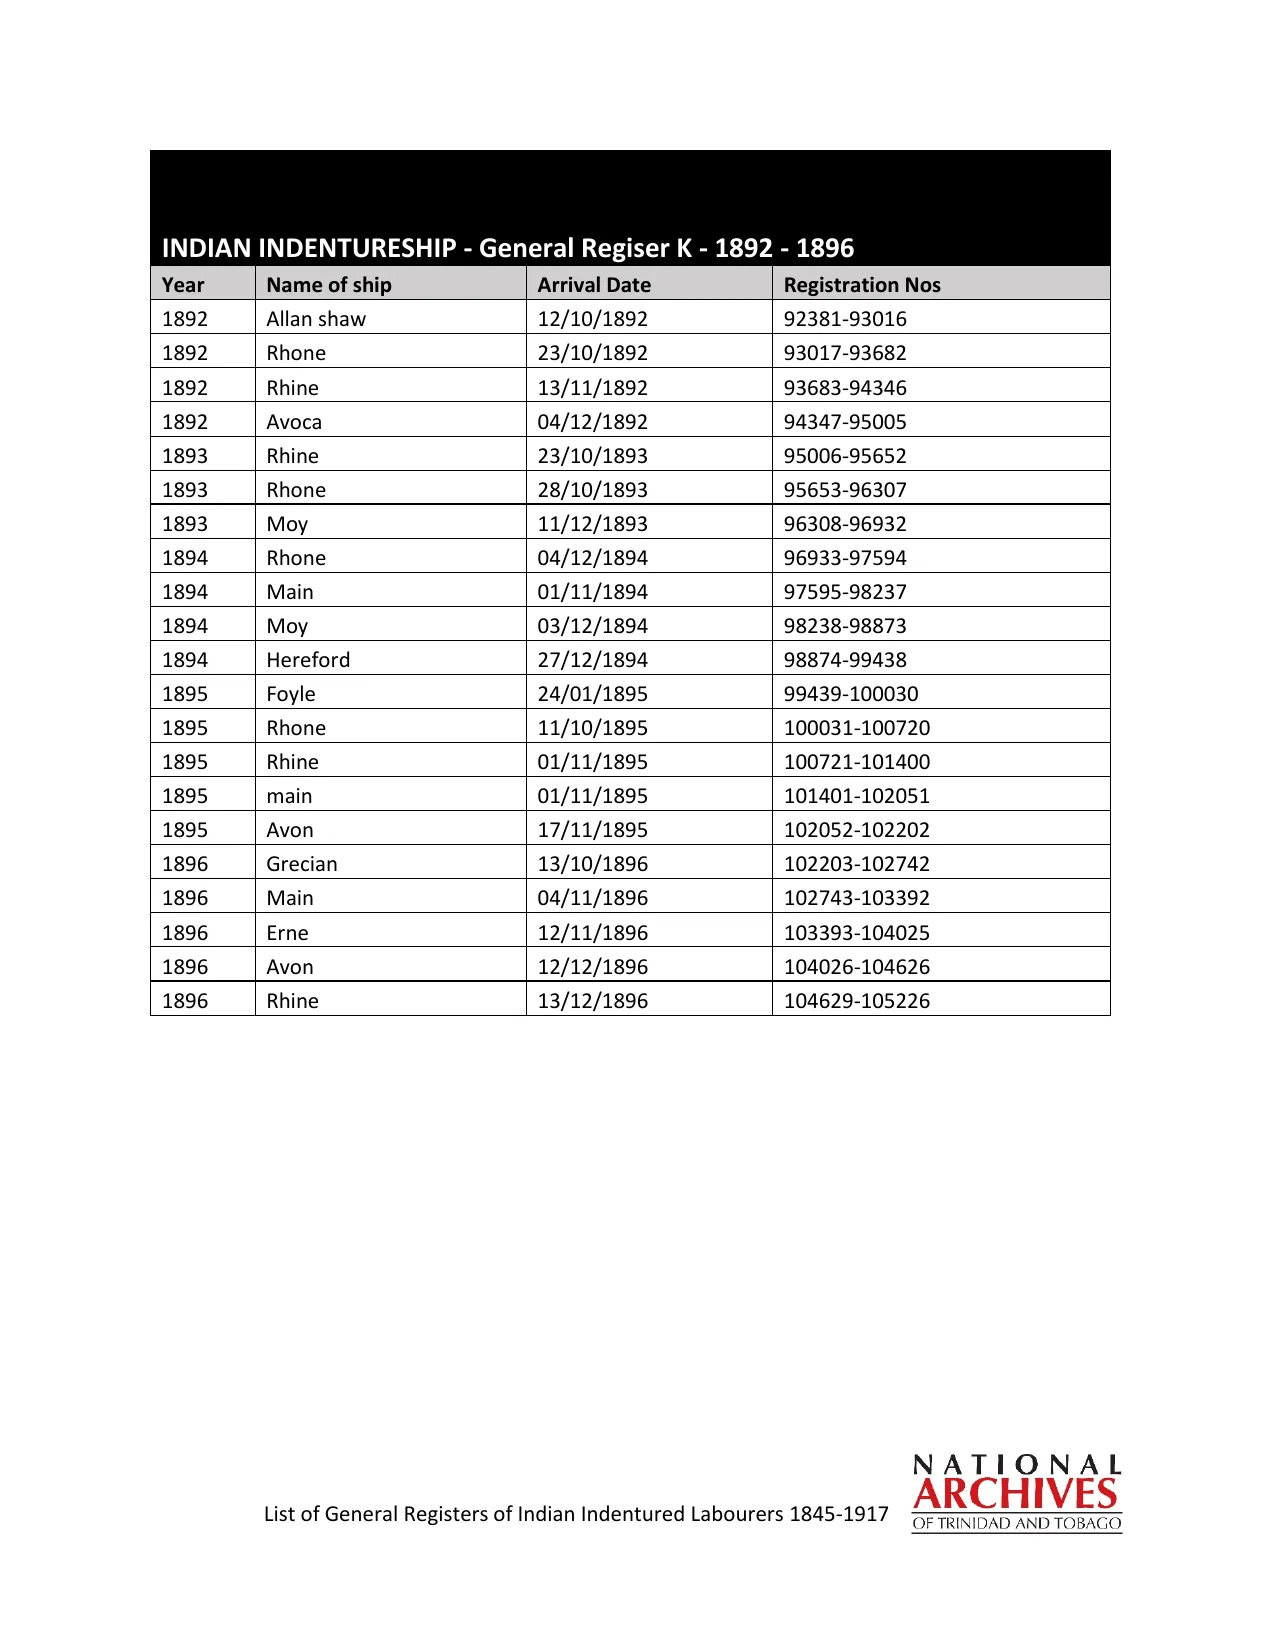 INDIAN INDENTURESHIP - General Regiser K - 1892 - 1896
Year Name of ship Arrival Date Registration Nos
1892 Allan shaw 12/10/1892 92381-93016
1892 Rhone 23/10/1892 93017-93682
1892 Rhine 13/11/1892 93683-94346
1892 Avoca 04/12/1892 94347-95005
1893 Rhine 23/10/1893 95006-95652
1893 Rhone 28/10/1893 95653-96307
1893 Moy 11/12/1893 96308-96932
1894 Rhone 04/12/1894 96933-97594
1894 Main 01/11/1894 97595-98237
1894 Moy 03/12/1894 98238-98873
1894 Hereford 27/12/1894 98874-99438
1895 Foyle 24/01/1895 99439-100030
1895 Rhone 11/10/1895 100031-100720
1895 Rhine 01/11/1895 100721-101400
1895 main 01/11/1895 101401-102051
1895 Avon 17/11/1895 102052-102202
1896 Grecian 13/10/1896 102203-102742
1896 Main 04/11/1896 102743-103392
1896 Erne 12/11/1896 103393-104025
1896 Avon 12/12/1896 104026-104626
1896 Rhine 13/12/1896 104629-105226
List of General Registers of Indian Indentured Labourers 1845-1917
NATIONAL
ARCHIVES
OF TRINIDAD AND TOBAGO